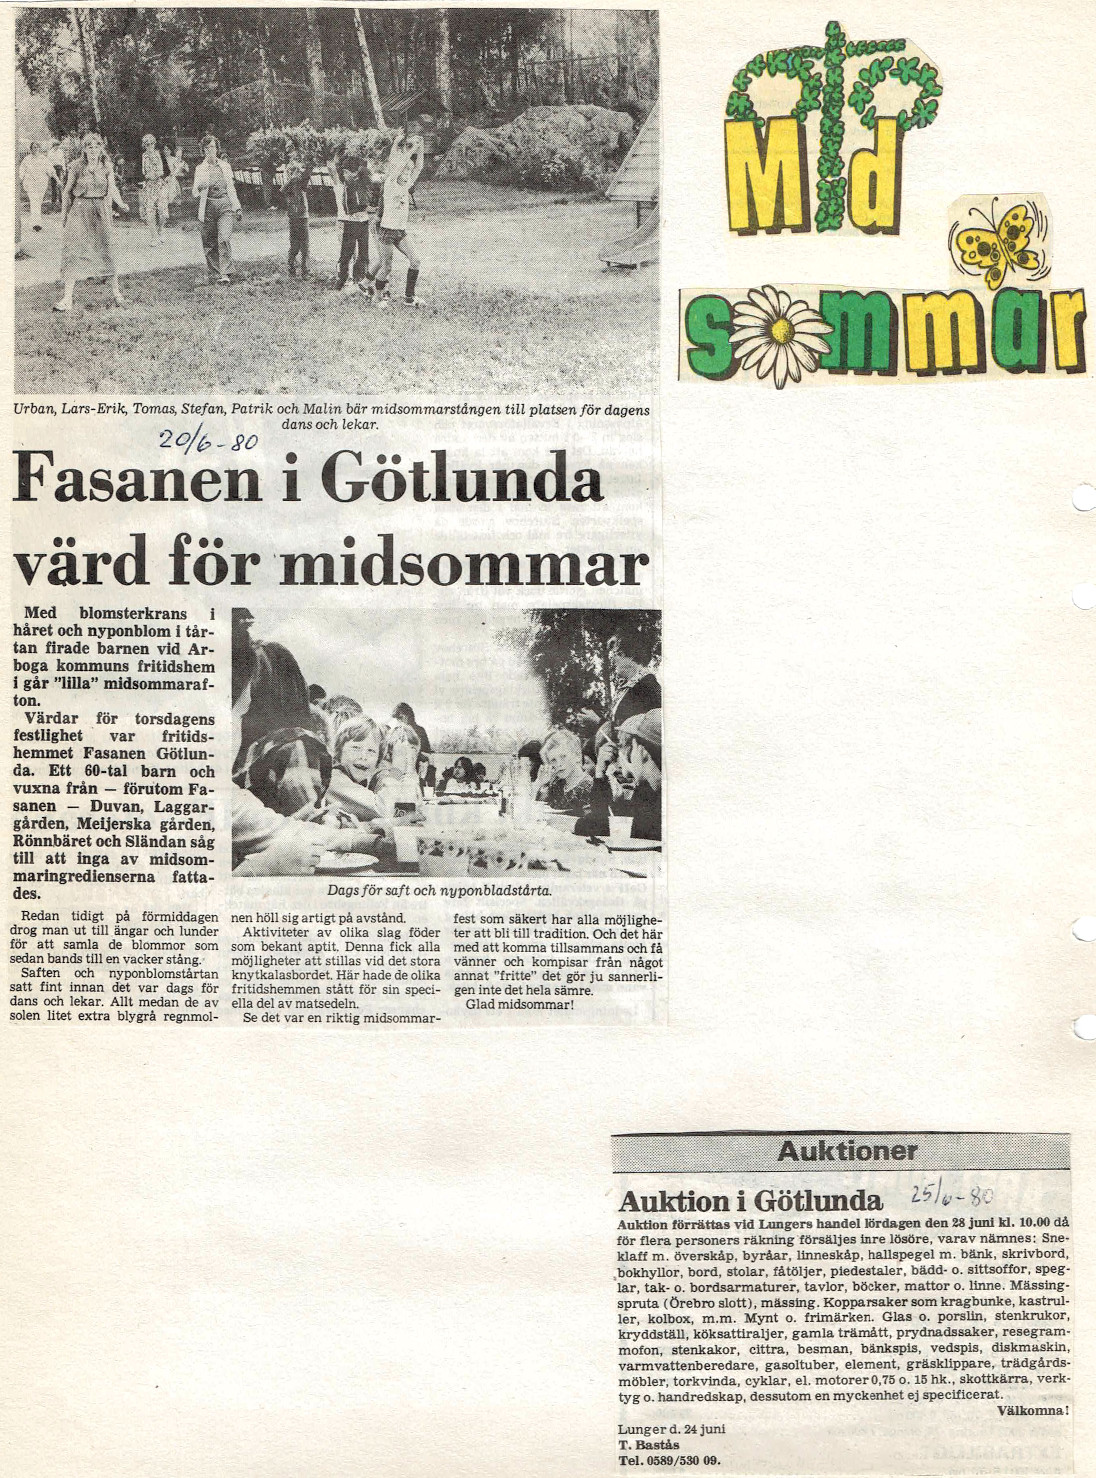 Mid
sommar
Urban, Lars-Erik, Tomas, Stefan, Patrik och Malin bär midsommarstången till platsen för dagens
dans och lekar.
20/6-80
Fasanen i Götlunda
värd för midsommar
Med blomsterkrans i
håret och nyponblom i tår-
tan firade barnen vid Ar-
boga kommuns fritidshem
i går "lilla" midsommaraf-
ton.
Värdar för torsdagens
festlighet var fritids-
hemmet Fasanen Götlun-
da. Ett 60-tal barn och
vuxna från — förutom Fa-
sanen — Duvan, Laggar-
gården, Meijerska gården,
Rönnbäret och Sländan såg
till att inga av midsom-
maringredienserna fatta-
des.
Dags för saft och nyponbladstårta.
Redan tidigt på förmiddagen
drog man ut till ängar och lunder
för att samla de blommor som
sedan bands till en vacker stång.
Saften och nyponblomstårtan
satt fint innan det var dags för
dans och lekar. Allt medan de av
solen litet extra blygrå regnmol-
nen höll sig artigt på avstånd.
Aktiviteter av olika slag föder
som bekant aptit. Denna fick alla
möjligheter att stillas vid det stora
knytkalasbordet. Här hade de olika
fritidshemmen stått för sin speci-
ella del av matsedeln.
Se det var en riktig midsommar-
fest som säkert har alla möjlighe-
ter att bli till tradition. Och det här
med att komma tillsammans och få
vänner och kompisar från något
annat "fritte" det gör ju sannerli-
gen inte det hela sämre.
Glad midsommar!
Auktioner
Auktion i Götlunda 25/6-80
Auktion förrättas vid Lungers handel lördagen den 28 juni kl. 10.00 då
för flera personers räkning försäljes inre lösöre, varav nämnes: Sne-
klaff m. överskåp, byråar, linneskåp, hallspegel m. bänk, skrivbord,
bokhyllor, bord, stolar, fåtöljer, piedestaler, bädd- o. sittsoffor, speg-
lar, tak- o. bordsarmaturer, tavlor, böcker, mattor o. linne. Mässing-
spruta (Örebro slott), mässing. Kopparsaker som kragbunke, kastrul-
ler, kolbox, m.m. Mynt o. frimärken. Glas o. porslin, stenkrukor,
kryddställ, köksattiraljer, gamla trämått, prydnadssaker, resegram-
mofon, stenkakor, cittra, besman, bänkspis, vedspis, diskmaskin,
varmvattenberedare, gasoltuber, element, gräsklippare, trädgårds-
möbler, torkvinda, cyklar, el. motorer 0,75 o. 15 hk., skottkärra, verk-
tyg o. handredskap, dessutom en myckenhet ej specificerat.
Välkomna!
Lunger d. 24 juni
T. Bastås
Tel. 0589/530 09.